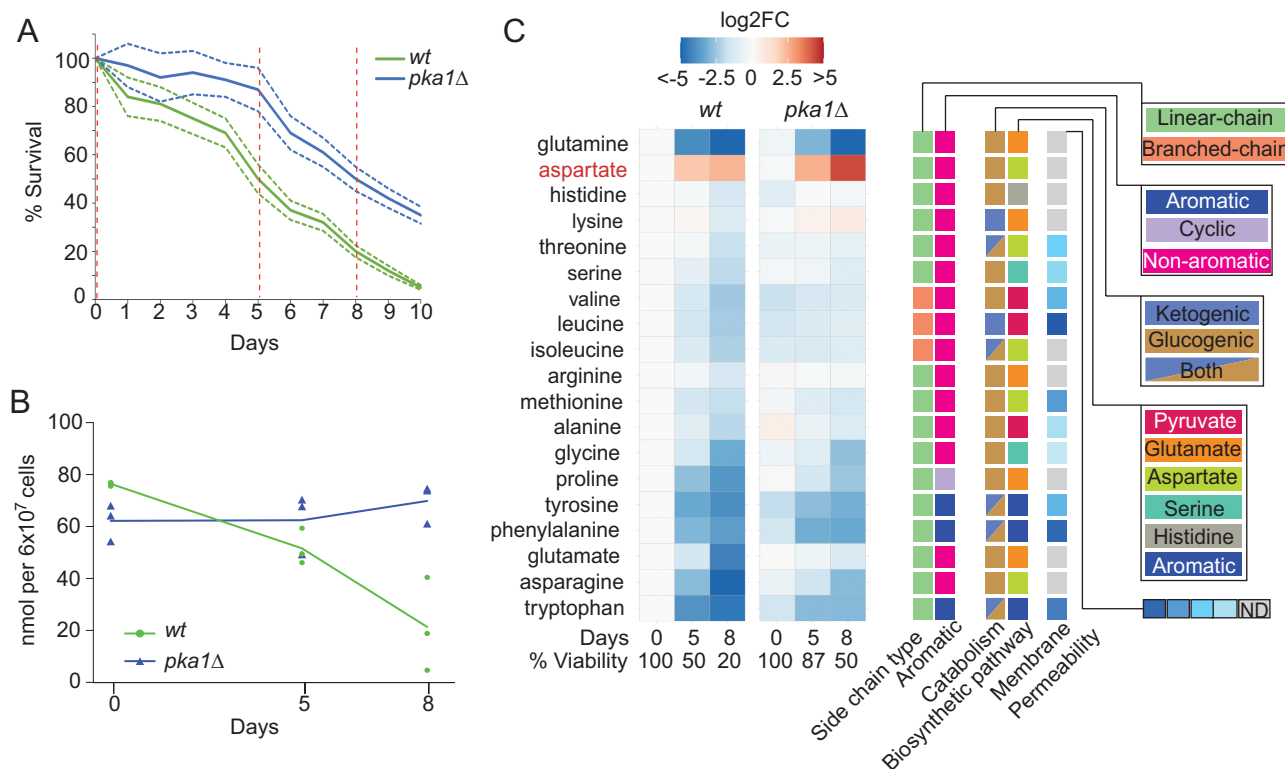 A
% Survival
100
80
60
40
20
0
wt
pka1Δ
0 1 2 3 4 5 6 7 8 9 10
Days
B
nmol per 6x10⁷ cells
100
80
60
40
20
0
wt
pka1Δ
0 5 8
Days
C
log2FC
<-5 -2.5 0 2.5 >5
wt pka1Δ
glutamine
aspartate
histidine
lysine
threonine
serine
valine
leucine
isoleucine
arginine
methionine
alanine
glycine
proline
tyrosine
phenylalanine
glutamate
asparagine
tryptophan
Days 0 5 8 0 5 8
% Viability 100 50 20 100 87 50
Side chain type
Aromatic
Catabolism
Biosynthetic pathway
Membrane
Permeability
Linear-chain
Branched-chain
Aromatic
Cyclic
Non-aromatic
Ketogenic
Glucogenic
Both
Pyruvate
Glutamate
Aspartate
Serine
Histidine
Aromatic
ND